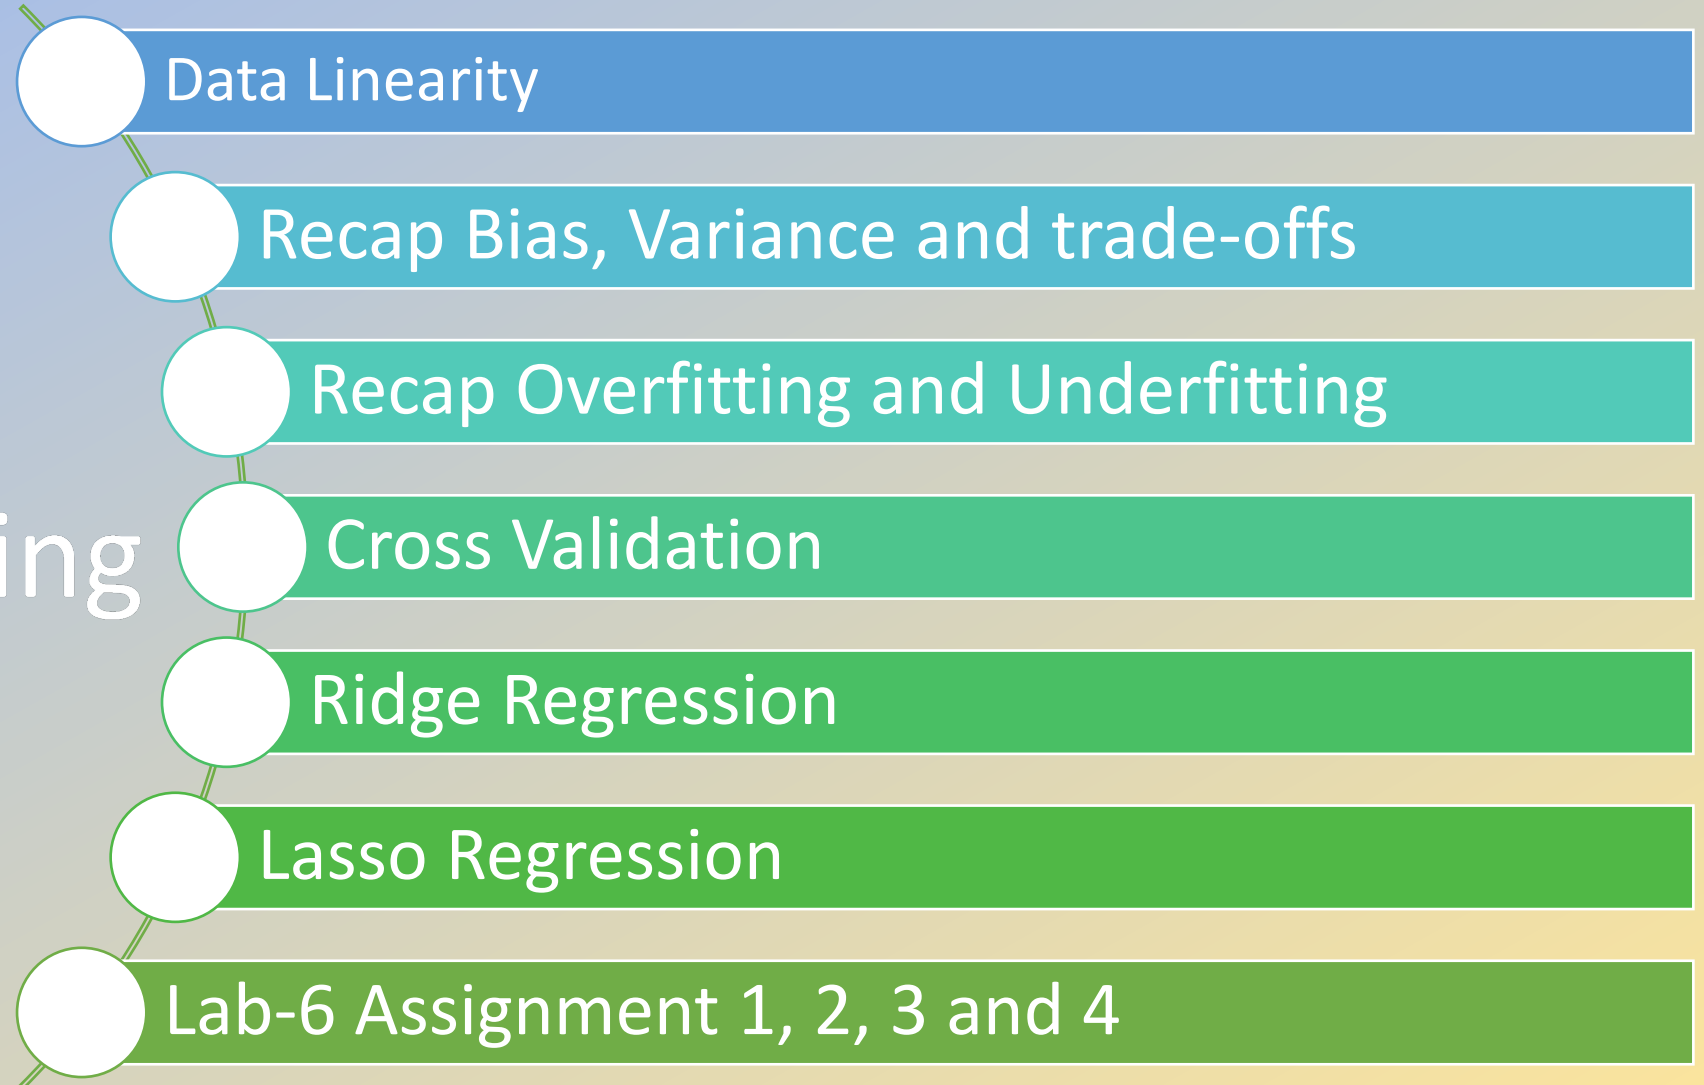 Data Linearity
Recap Bias, Variance and trade-offs
Recap Overfitting and Underfitting
ing
Cross Validation
Ridge Regression
Lasso Regression
Lab-6 Assignment 1, 2, 3 and 4